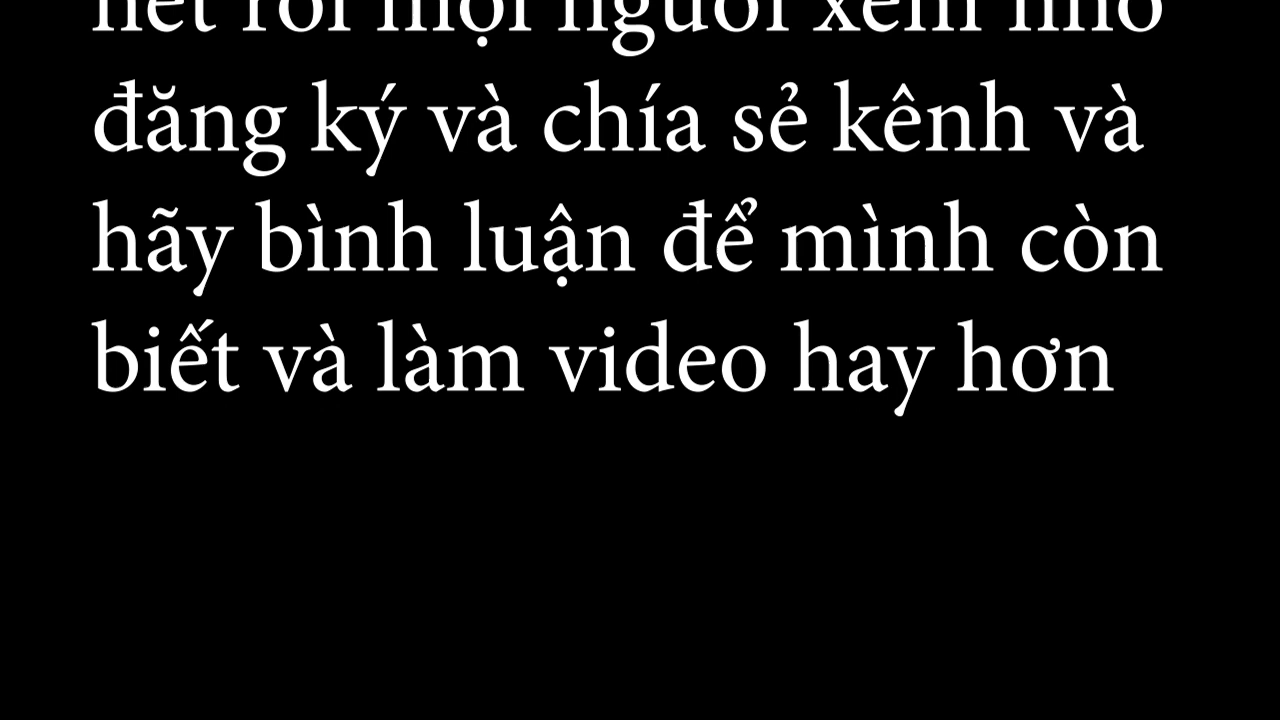 đăng ký và chía sẻ kênh và
hãy bình luận để mình còn
biết và làm video hay hơn